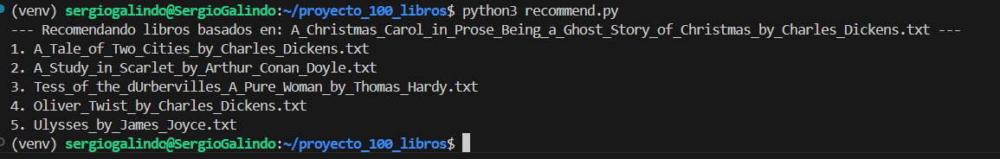 (venv) sergiogalindo@SergioGalindo:~/proyecto_100_libros$ python3 recommend.py
--- Recomendando libros basados en: A_Christmas_Carol_in_Prose_Being_a_Ghost_Story_of_Christmas_by_Charles_Dickens.txt ---
1. A_Tale_of_Two_Cities_by_Charles_Dickens.txt
2. A_Study_in_Scarlet_by_Arthur_Conan_Doyle.txt
3. Tess_of_the_dUrbervilles_A_Pure_Woman_by_Thomas_Hardy.txt
4. Oliver_Twist_by_Charles_Dickens.txt
5. Ulysses_by_James_Joyce.txt
(venv) sergiogalindo@SergioGalindo:~/proyecto_100_libros$